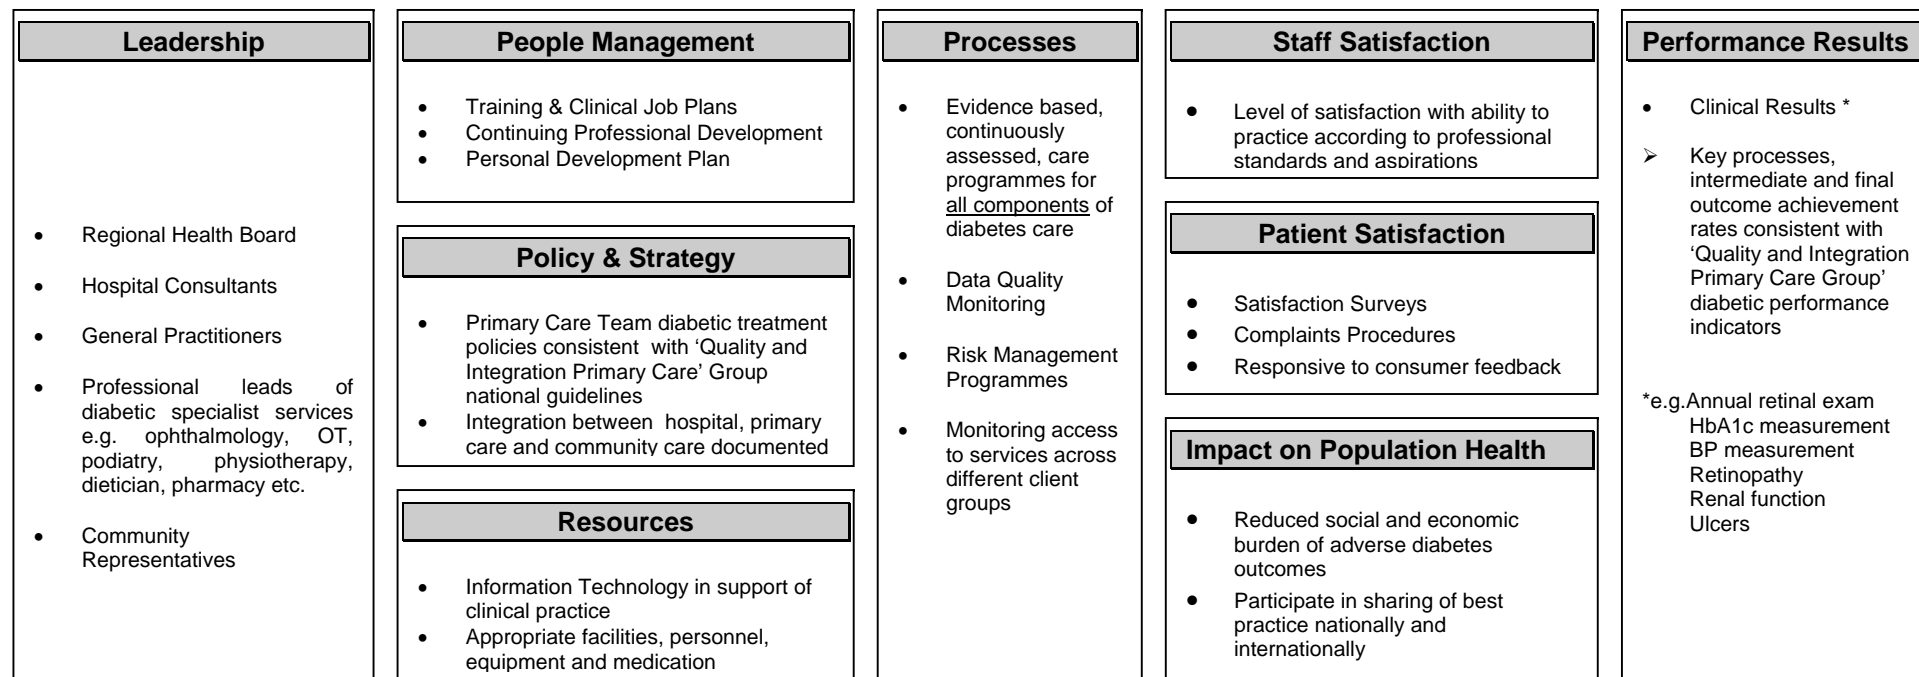 Leadership
• Regional Health Board
• Hospital Consultants
• General Practitioners
• Professional leads of
diabetic specialist services
e.g. ophthalmology, OT,
podiatry, physiotherapy,
dietician, pharmacy etc.
• Community
Representatives
People Management
• Training & Clinical Job Plans
• Continuing Professional Development
• Personal Development Plan
Policy & Strategy
• Primary Care Team diabetic treatment
policies consistent with ‘Quality and
Integration Primary Care’ Group
national guidelines
• Integration between hospital, primary
care and community care documented
Resources
• Information Technology in support of
clinical practice
• Appropriate facilities, personnel,
equipment and medication
Processes
• Evidence based,
continuously
assessed, care
programmes for
all components of
diabetes care
• Data Quality
Monitoring
• Risk Management
Programmes
• Monitoring access
to services across
different client
groups
Staff Satisfaction
• Level of satisfaction with ability to
practice according to professional
standards and aspirations
Patient Satisfaction
• Satisfaction Surveys
• Complaints Procedures
• Responsive to consumer feedback
Impact on Population Health
• Reduced social and economic
burden of adverse diabetes
outcomes
• Participate in sharing of best
practice nationally and
internationally
Performance Results
• Clinical Results *
➢ Key processes,
intermediate and final
outcome achievement
rates consistent with
‘Quality and Integration
Primary Care Group’
diabetic performance
indicators
*e.g.Annual retinal exam
HbA1c measurement
BP measurement
Retinopathy
Renal function
Ulcers